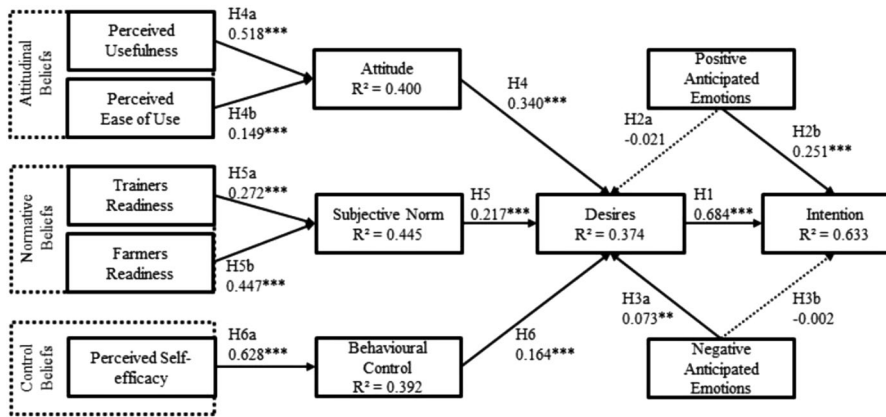 Attitudinal
Beliefs
Perceived
Usefulness
Perceived
Ease of Use
H4a
0.518***
H4b
0.149***
Attitude
R² = 0.400
H4
0.340***
Positive
Anticipated
Emotions
H2a
-0.021
H2b
0.251***
Normative
Beliefs
Trainers
Readiness
Farmers
Readiness
H5a
0.272***
H5b
0.447***
Subjective Norm
R² = 0.445
H5
0.217***
Desires
R² = 0.374
H1
0.684***
Intention
R² = 0.633
Control
Beliefs
Perceived Self-
efficacy
H6a
0.628***
Behavioural
Control
R² = 0.392
H6
0.164***
H3a
0.073**
H3b
-0.002
Negative
Anticipated
Emotions